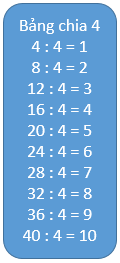 Bảng chia 4
4 : 4 = 1
8 : 4 = 2
12 : 4 = 3
16 : 4 = 4
20 : 4 = 5
24 : 4 = 6
28 : 4 = 7
32 : 4 = 8
36 : 4 = 9
40 : 4 = 10